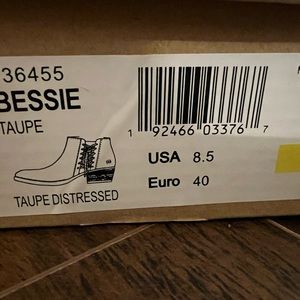 36455
BESSIE
TAUPE
1 92466 03376 7
USA 8.5
Euro 40
TAUPE DISTRESSED